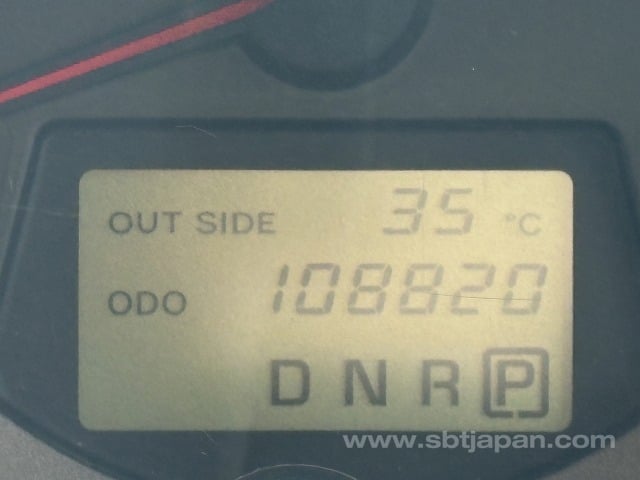 OUT SIDE 35 °C
ODO 108820
D N R P
www.sbtjapan.com